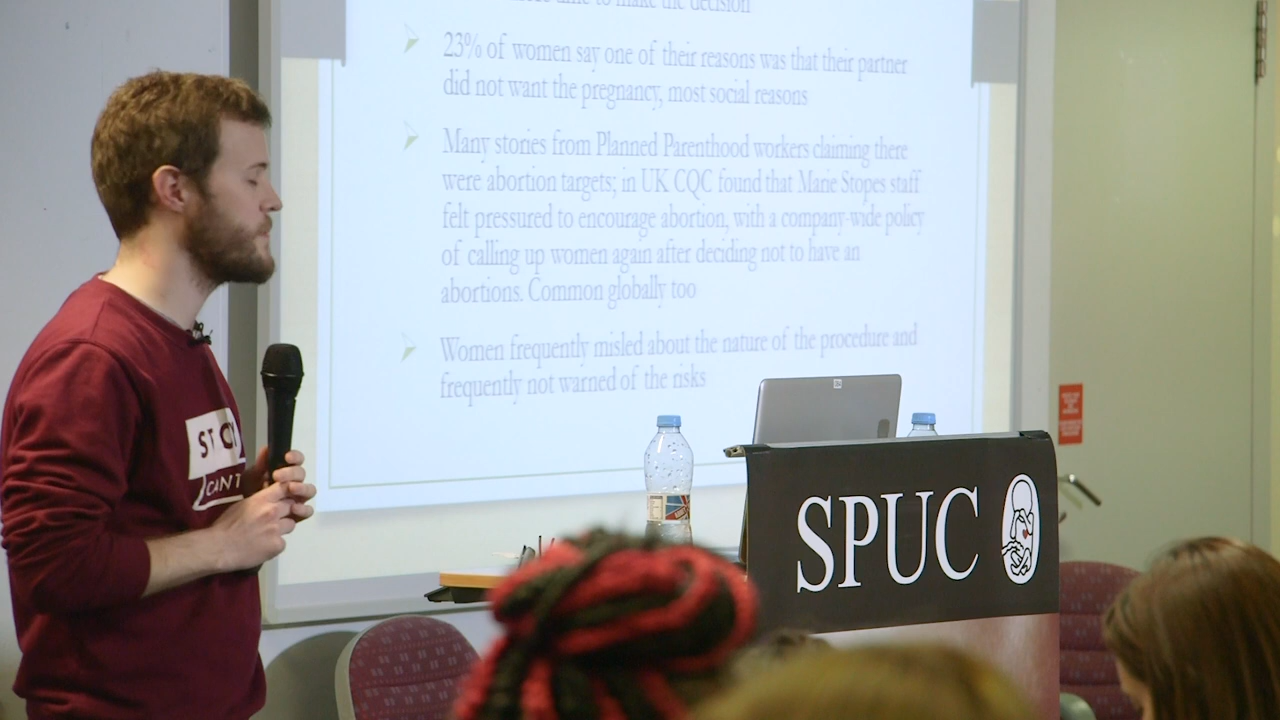 to make the decision
23% of women say one of their reasons was that their partner
did not want the pregnancy, most social reasons
Many stories from Planned Parenthood workers claiming there
were abortion targets; in UK CQC found that Marie Stopes staff
felt pressured to encourage abortion, with a company-wide policy
of calling up women again after deciding not to have an
abortions. Common globally too
Women frequently misled about the nature of the procedure and
frequently not warned of the risks
SPUC